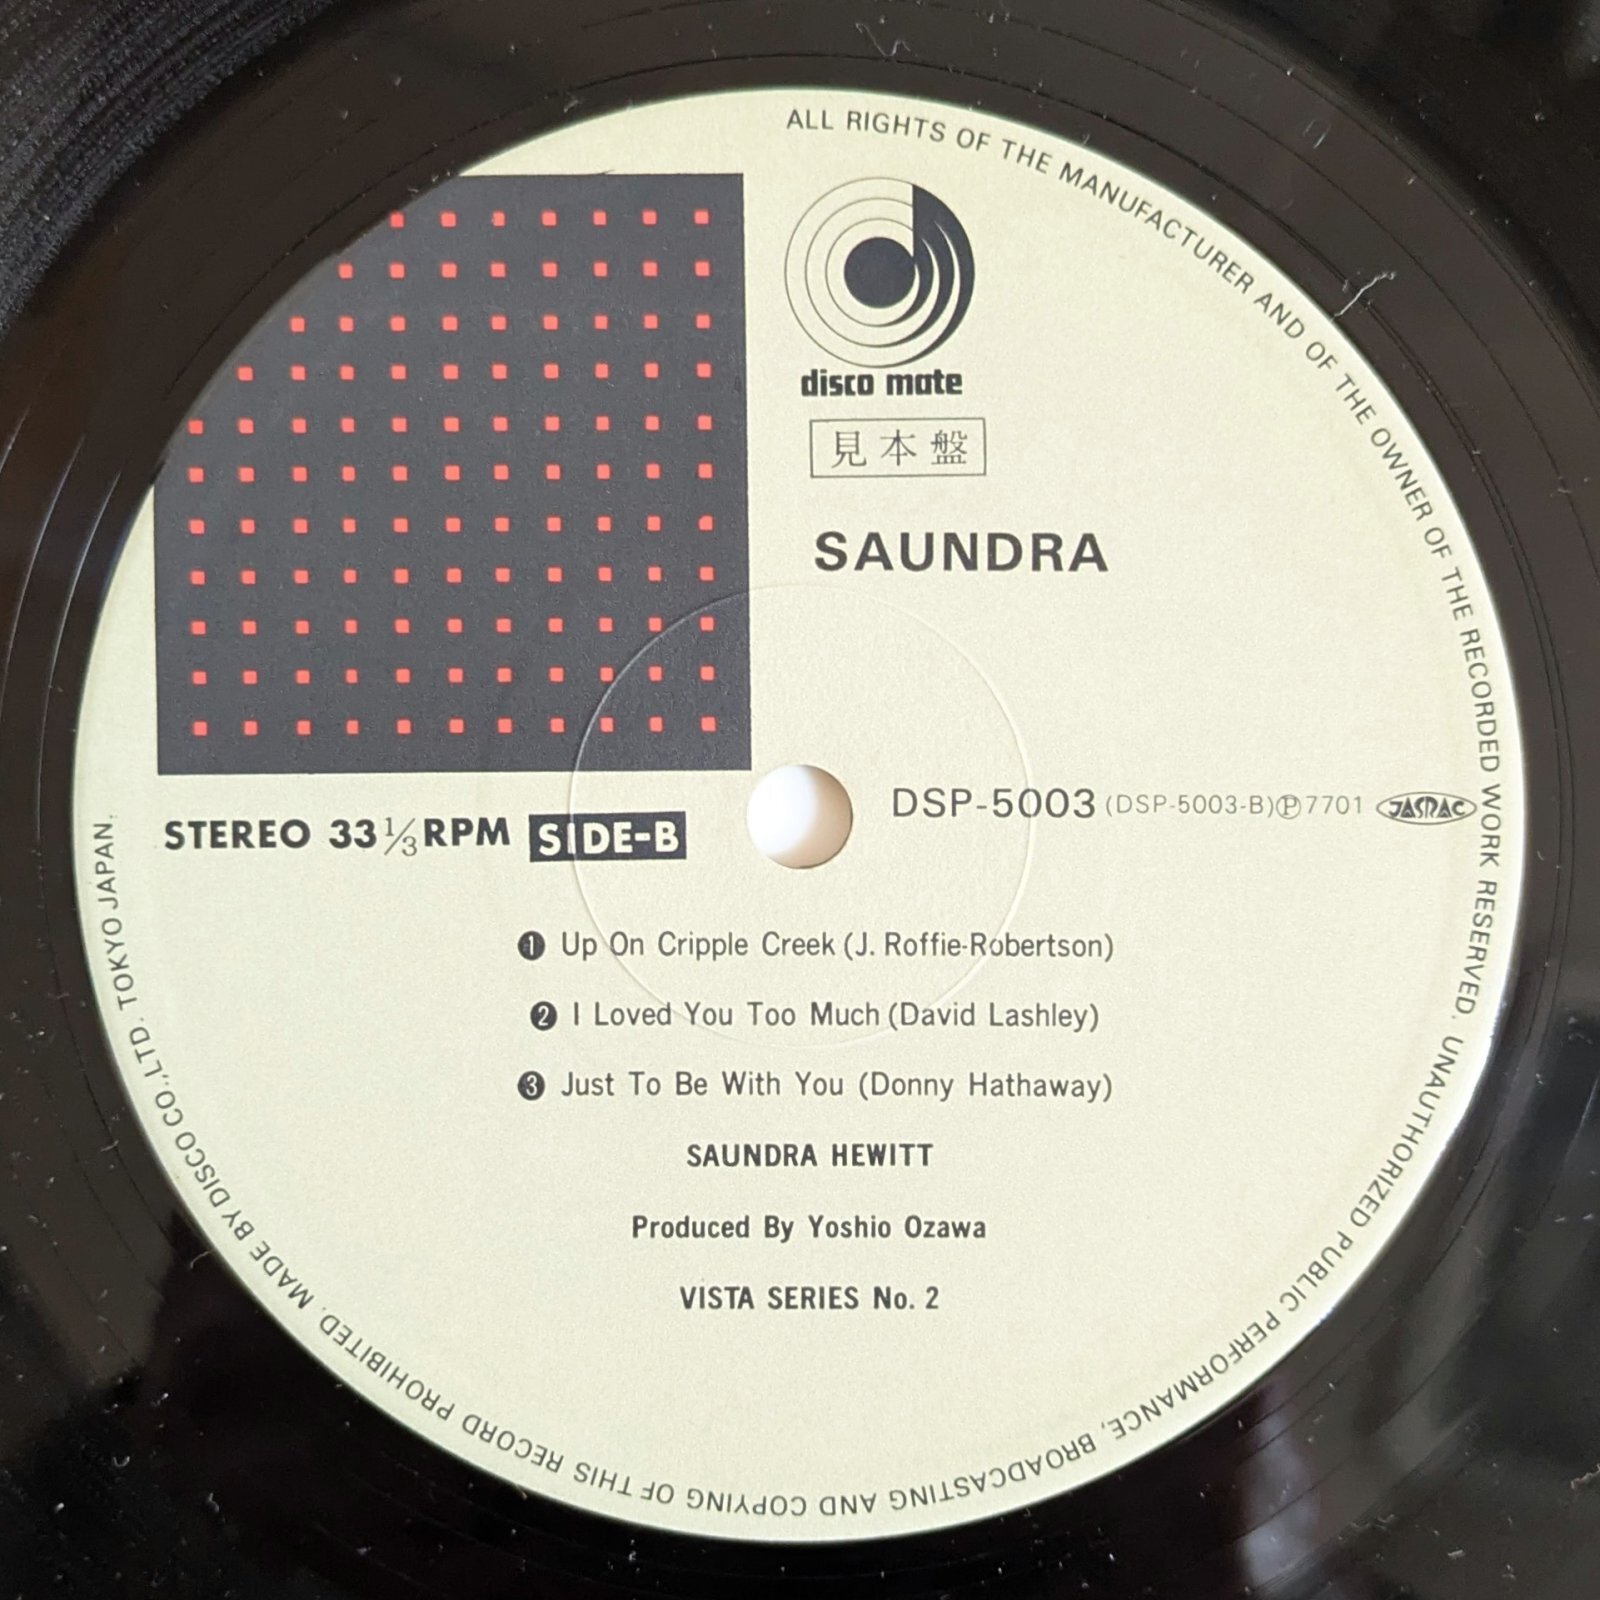 ALL RIGHTS OF THE MANUFACTURER AND OF THE OWNER OF THE RECORDED WORK RESERVED. UNAUTHORIZED PUBLIC PERFORMANCE, BROADCASTING AND COPYING OF THIS RECORD PROHIBITED. MADE BY DISCO CO., LTD. TOKYO JAPAN.
disco mate
見本盤
SAUNDRA
DSP-5003 (DSP-5003-B)Ⓟ7701 JASRAC
STEREO 33⅓RPM SIDE-B
❶ Up On Cripple Creek (J. Roffie-Robertson)
❷ I Loved You Too Much (David Lashley)
❸ Just To Be With You (Donny Hathaway)
SAUNDRA HEWITT
Produced By Yoshio Ozawa
VISTA SERIES No. 2